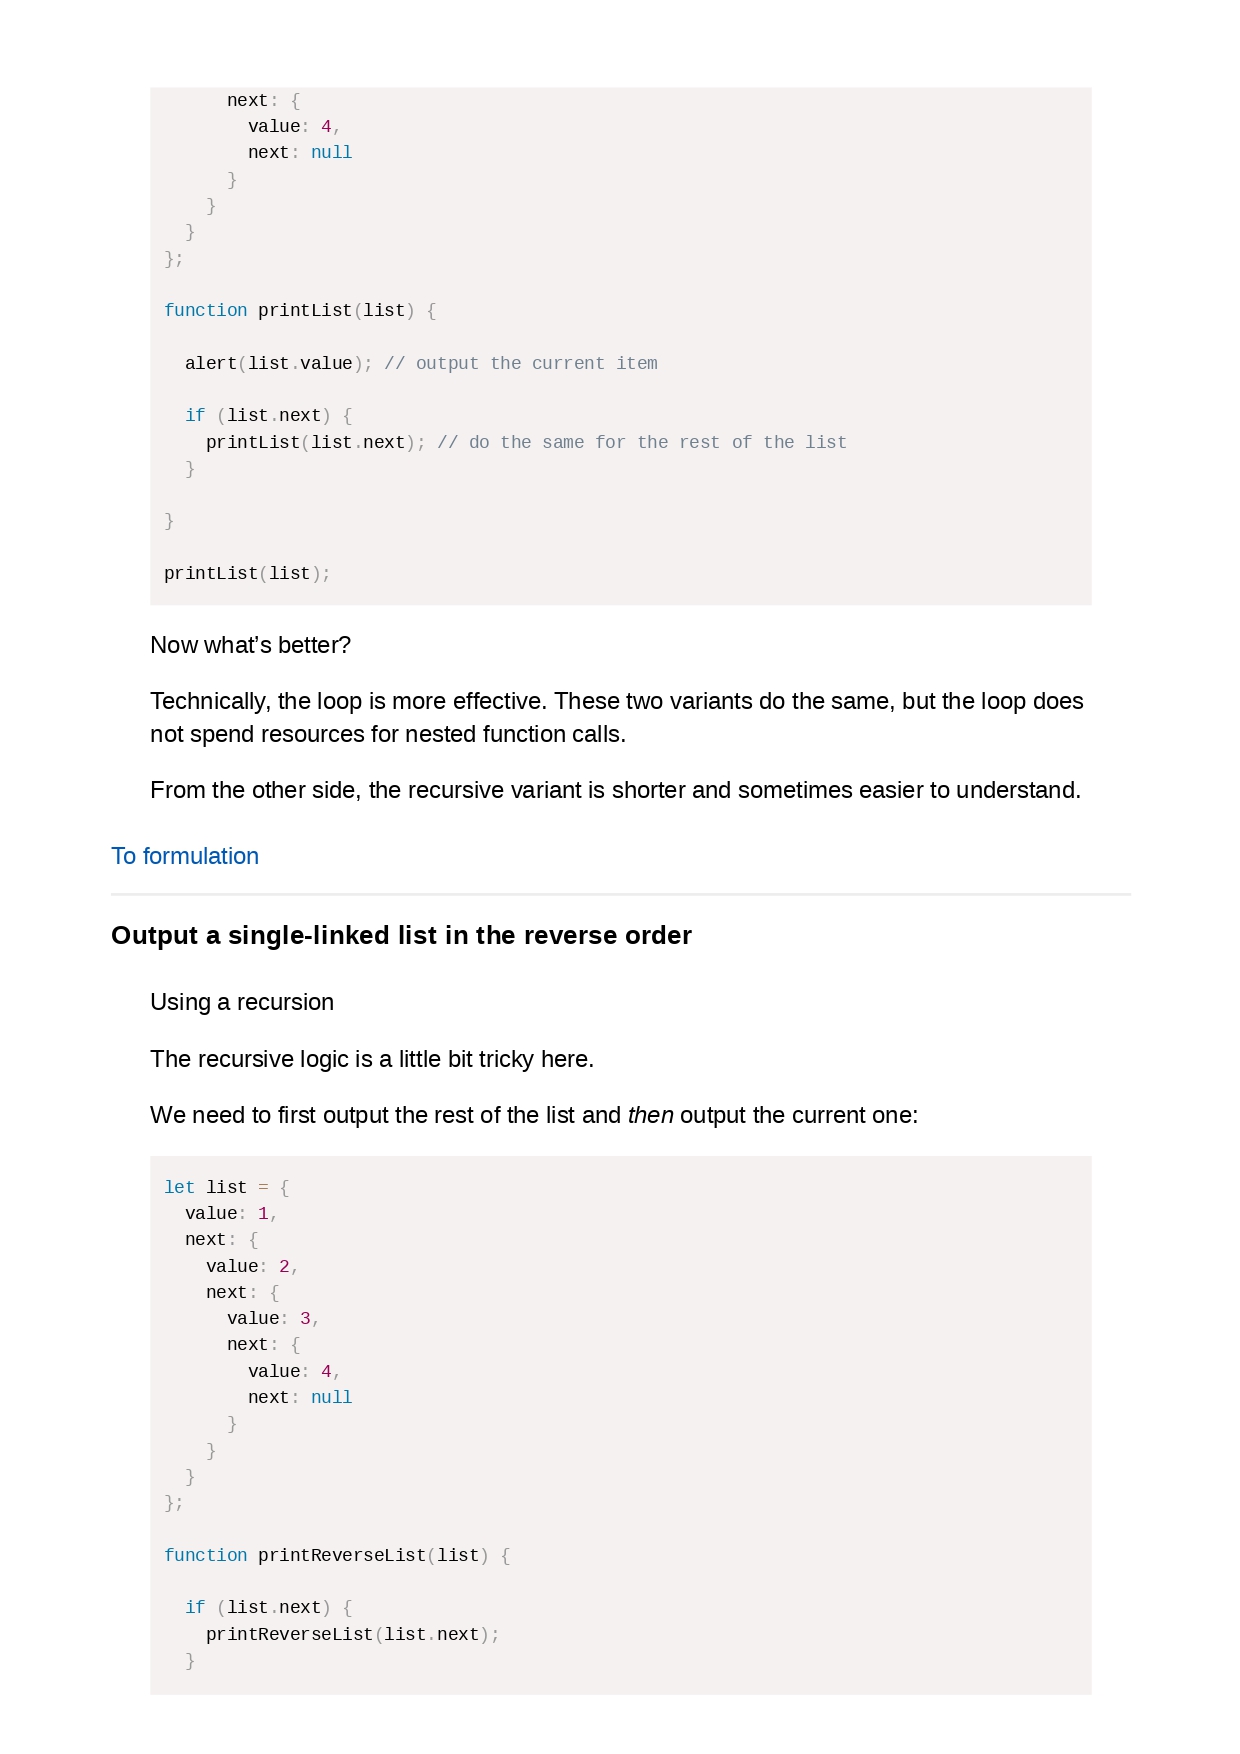 next: {
        value: 4,
        next: null
      }
    }
  }
};

function printList(list) {

  alert(list.value); // output the current item

  if (list.next) {
    printList(list.next); // do the same for the rest of the list
  }

}

printList(list);

Now what’s better?

Technically, the loop is more effective. These two variants do the same, but the loop does
not spend resources for nested function calls.

From the other side, the recursive variant is shorter and sometimes easier to understand.

To formulation

Output a single-linked list in the reverse order

Using a recursion

The recursive logic is a little bit tricky here.

We need to first output the rest of the list and then output the current one:

let list = {
  value: 1,
  next: {
    value: 2,
    next: {
      value: 3,
      next: {
        value: 4,
        next: null
      }
    }
  }
};

function printReverseList(list) {

  if (list.next) {
    printReverseList(list.next);
  }